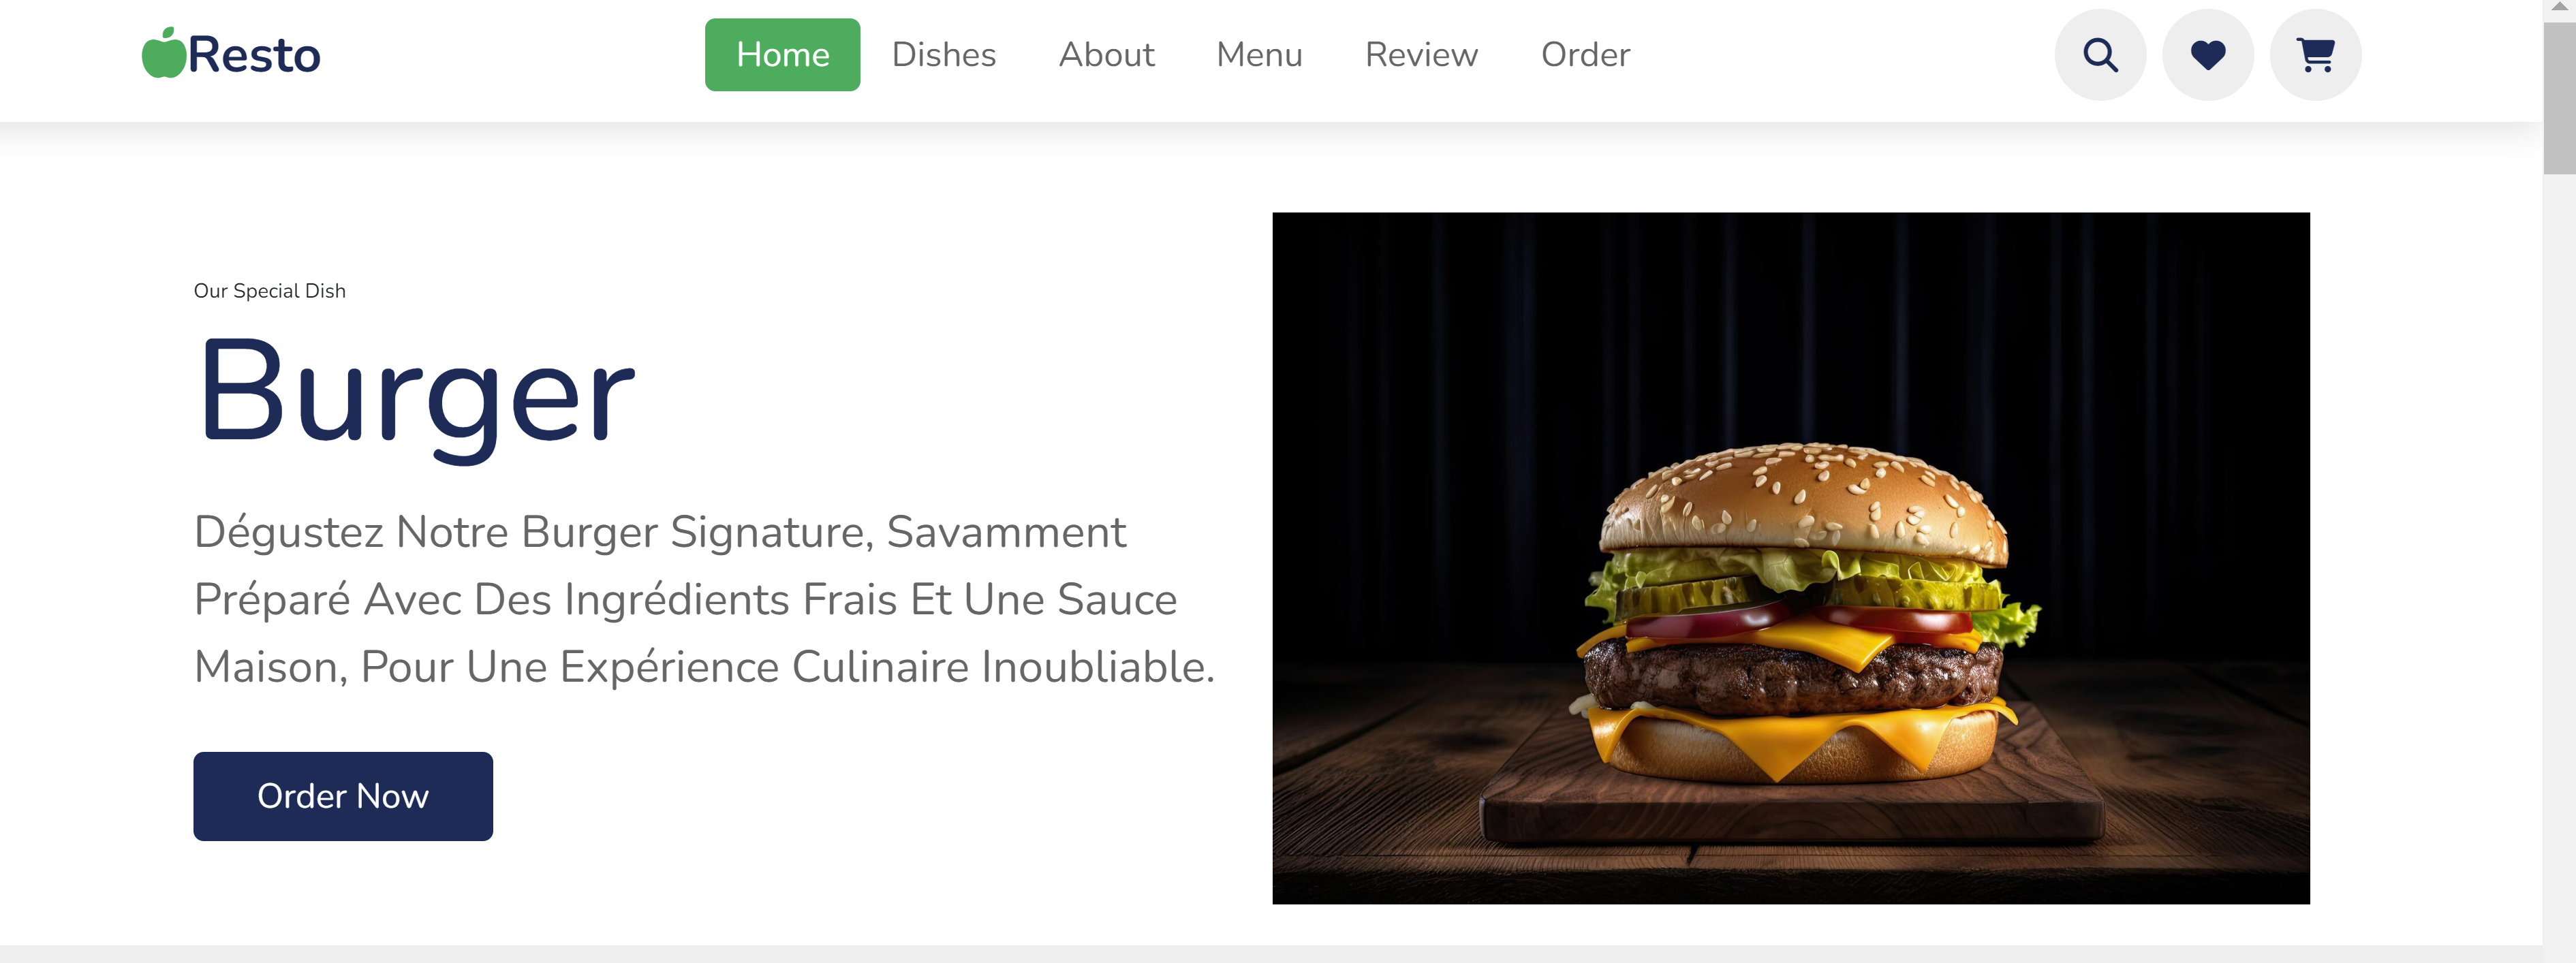 Resto
Home Dishes About Menu Review Order
Our Special Dish
Burger
Dégustez Notre Burger Signature, Savamment
Préparé Avec Des Ingrédients Frais Et Une Sauce
Maison, Pour Une Expérience Culinaire Inoubliable.
Order Now